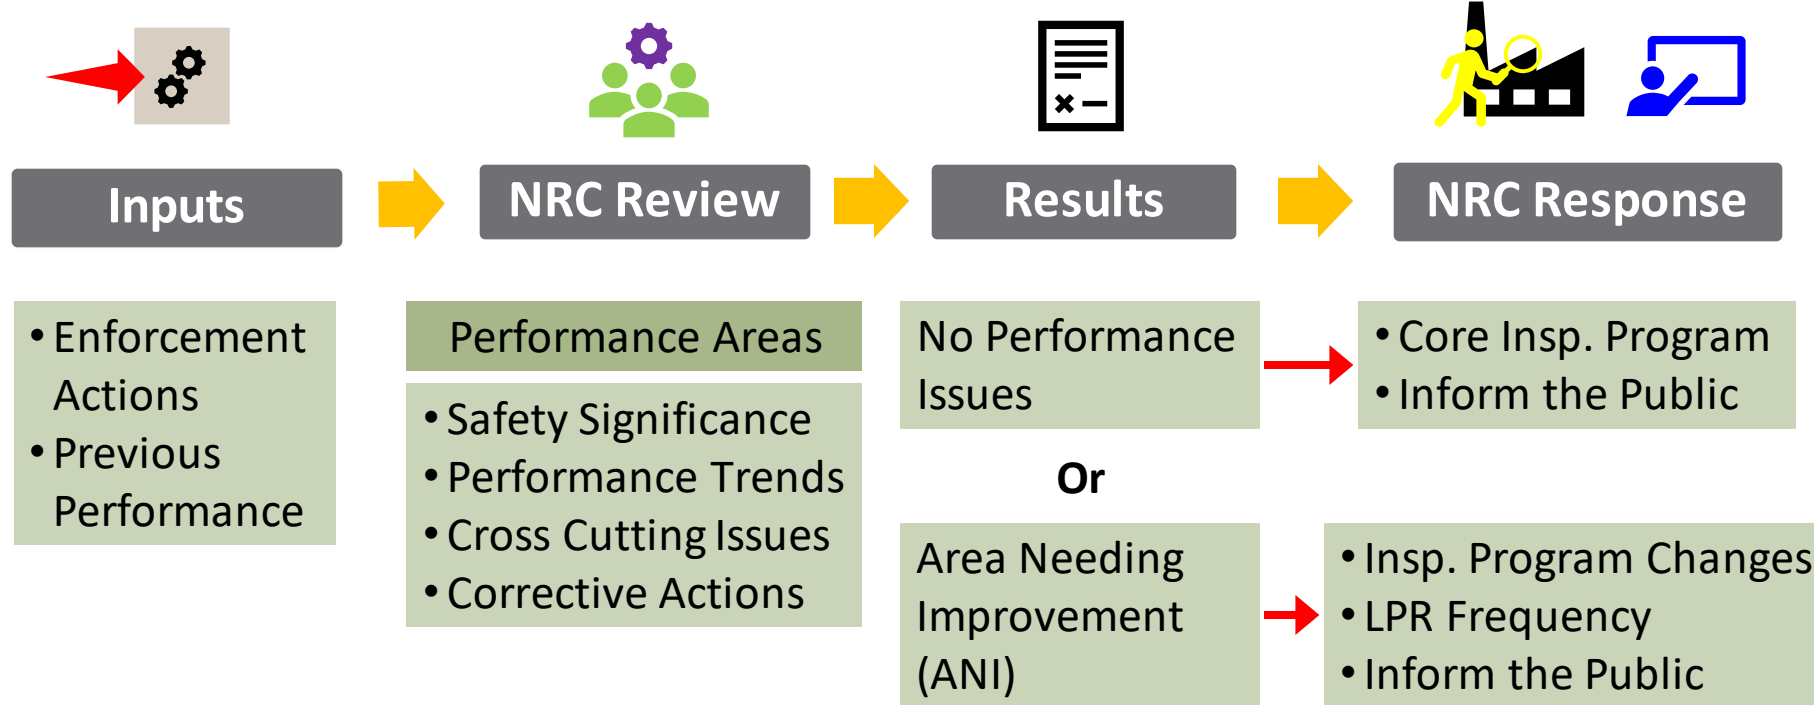 Inputs
NRC Review
Results
NRC Response
• Enforcement
Actions
• Previous
Performance
Performance Areas
• Safety Significance
• Performance Trends
• Cross Cutting Issues
• Corrective Actions
No Performance
Issues
Or
Area Needing
Improvement
(ANI)
• Core Insp. Program
• Inform the Public
• Insp. Program Changes
• LPR Frequency
• Inform the Public